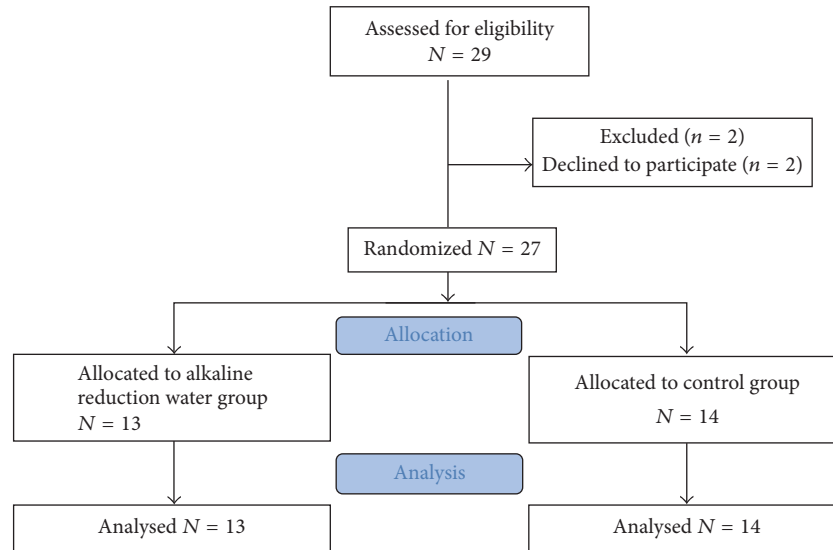 Assessed for eligibility
N = 29
Excluded (n = 2)
Declined to participate (n = 2)
Randomized N = 27
Allocation
Allocated to alkaline
reduction water group
N = 13
Allocated to control group
N = 14
Analysis
Analysed N = 13
Analysed N = 14